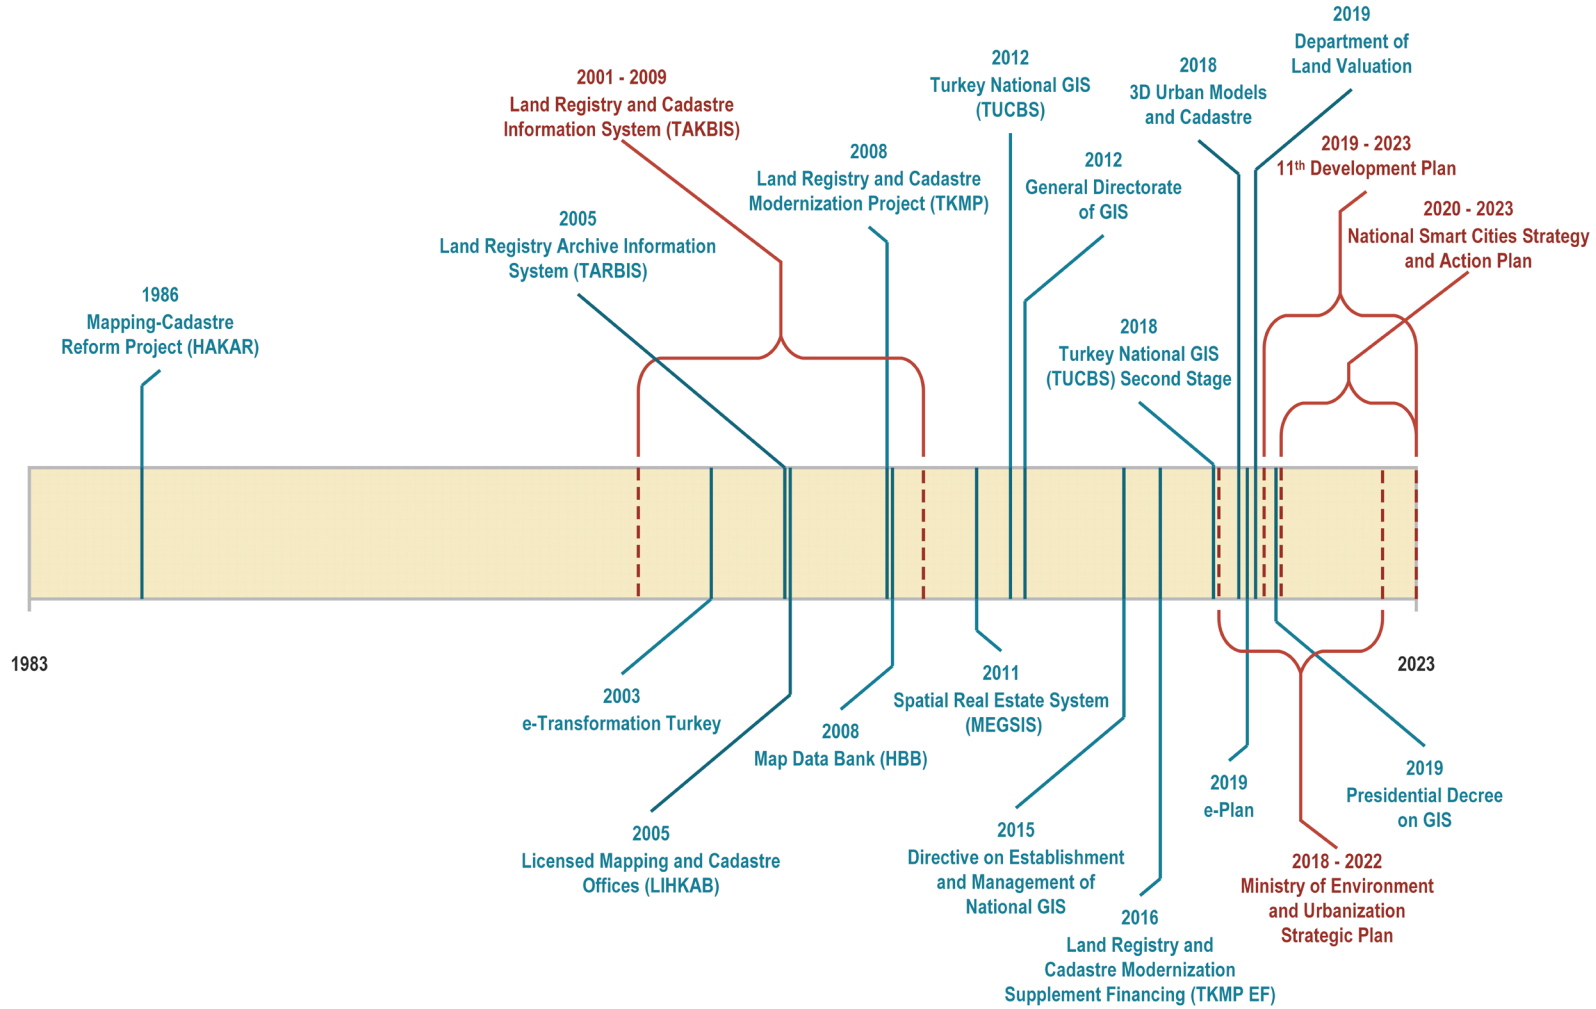 2019
Department of
Land Valuation
2012
Turkey National GIS
(TUCBS)
2018
3D Urban Models
and Cadastre
2001 - 2009
Land Registry and Cadastre
Information System (TAKBIS)
2019 - 2023
11th Development Plan
2008
Land Registry and Cadastre
Modernization Project (TKMP)
2012
General Directorate
of GIS
2020 - 2023
National Smart Cities Strategy
and Action Plan
2005
Land Registry Archive Information
System (TARBIS)
1986
Mapping-Cadastre
Reform Project (HAKAR)
2018
Turkey National GIS
(TUCBS) Second Stage
1983
2023
2003
e-Transformation Turkey
2011
Spatial Real Estate System
(MEGSIS)
2008
Map Data Bank (HBB)
2019
e-Plan
2019
Presidential Decree
on GIS
2005
Licensed Mapping and Cadastre
Offices (LIHKAB)
2015
Directive on Establishment
and Management of
National GIS
2018 - 2022
Ministry of Environment
and Urbanization
Strategic Plan
2016
Land Registry and
Cadastre Modernization
Supplement Financing (TKMP EF)